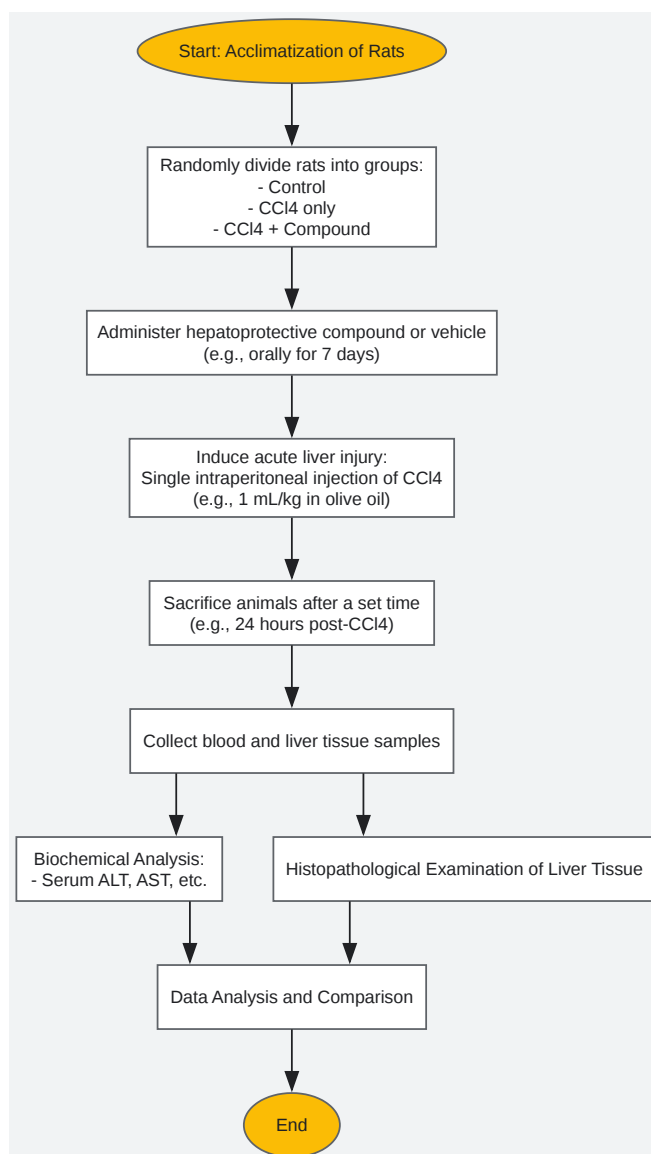 Start: Acclimatization of Rats
Randomly divide rats into groups:
- Control
- CCl4 only
- CCl4 + Compound
Administer hepatoprotective compound or vehicle
(e.g., orally for 7 days)
Induce acute liver injury:
Single intraperitoneal injection of CCl4
(e.g., 1 mL/kg in olive oil)
Sacrifice animals after a set time
(e.g., 24 hours post-CCl4)
Collect blood and liver tissue samples
Biochemical Analysis:
- Serum ALT, AST, etc.
Histopathological Examination of Liver Tissue
Data Analysis and Comparison
End